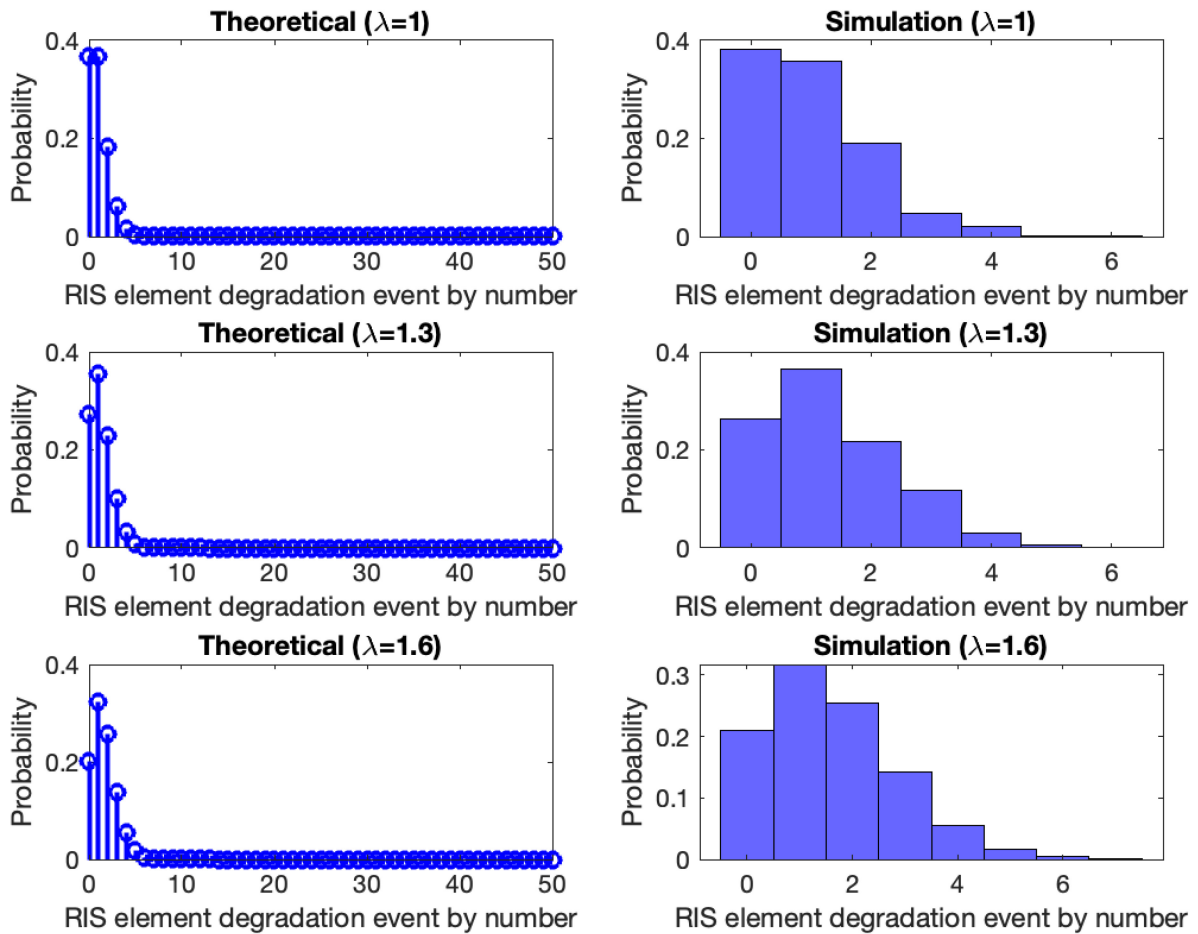 Theoretical (λ=1)
Probability
0.4
0.2
0
0 10 20 30 40 50
RIS element degradation event by number
Simulation (λ=1)
Probability
0.4
0.2
0
0 2 4 6
RIS element degradation event by number
Theoretical (λ=1.3)
Probability
0.4
0.2
0
0 10 20 30 40 50
RIS element degradation event by number
Simulation (λ=1.3)
Probability
0.4
0.2
0
0 2 4 6
RIS element degradation event by number
Theoretical (λ=1.6)
Probability
0.4
0.2
0
0 10 20 30 40 50
RIS element degradation event by number
Simulation (λ=1.6)
Probability
0.3
0.2
0.1
0
0 2 4 6
RIS element degradation event by number